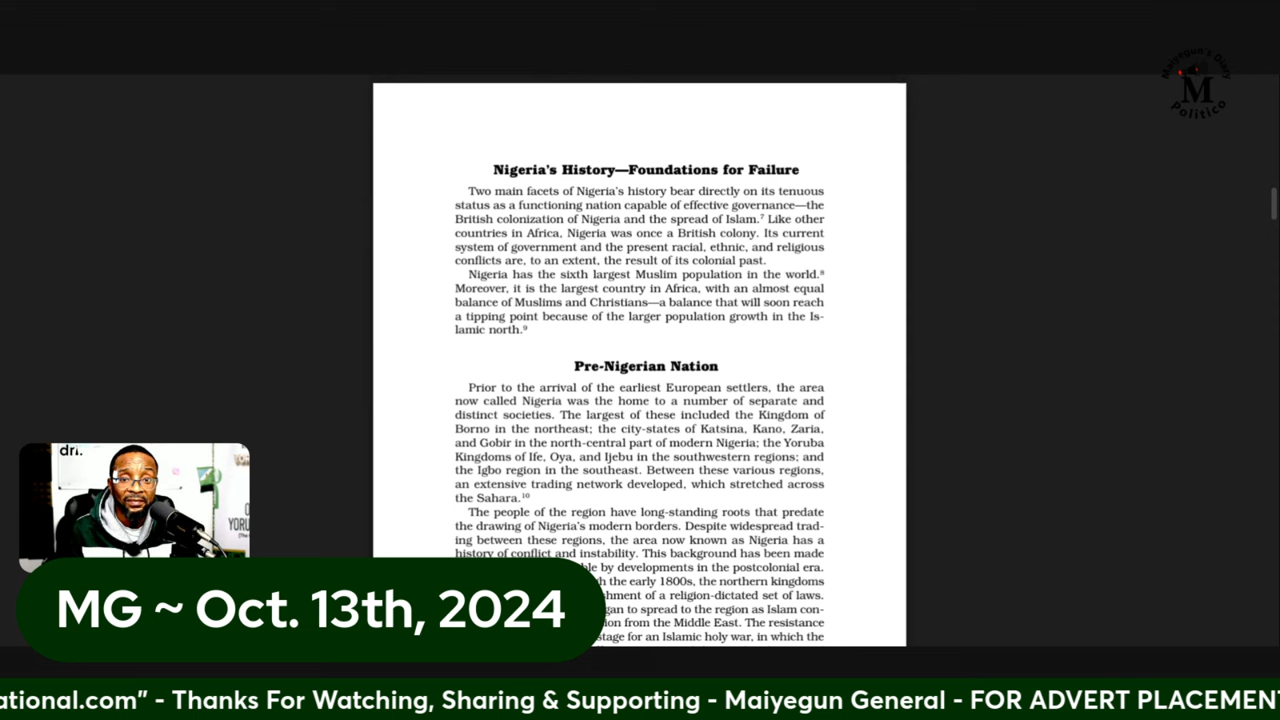 Maiyegun's Diary
M
Politico
Nigeria's History—Foundations for Failure
Two main facets of Nigeria's history bear directly on its tenuous
status as a functioning nation capable of effective governance—the
British colonization of Nigeria and the spread of Islam.⁷ Like other
countries in Africa, Nigeria was once a British colony. Its current
system of government and the present racial, ethnic, and religious
conflicts are, to an extent, the result of its colonial past.
Nigeria has the sixth largest Muslim population in the world.⁸
Moreover, it is the largest country in Africa, with an almost equal
balance of Muslims and Christians—a balance that will soon reach
a tipping point because of the larger population growth in the Is-
lamic north.⁹
Pre-Nigerian Nation
Prior to the arrival of the earliest European settlers, the area
now called Nigeria was the home to a number of separate and
distinct societies. The largest of these included the Kingdom of
Borno in the northeast; the city-states of Katsina, Kano, Zaria,
and Gobir in the north-central part of modern Nigeria; the Yoruba
Kingdoms of Ife, Oya, and Ijebu in the southwestern regions; and
the Igbo region in the southeast. Between these various regions,
an extensive trading network developed, which stretched across
the Sahara.¹⁰
The people of the region have long-standing roots that predate
the drawing of Nigeria's modern borders. Despite widespread trad-
ing between these regions, the area now known as Nigeria has a
history of conflict and instability. This background has been made
by developments in the postcolonial era.
the early 1800s, the northern kingdoms
of a religion-dictated set of laws.
to spread to the region as Islam con-
from the Middle East. The resistance
stage for an Islamic holy war, in which the
YORU
MG ~ Oct. 13th, 2024
ational.com" - Thanks For Watching, Sharing & Supporting - Maiyegun General - FOR ADVERT PLACEMENT